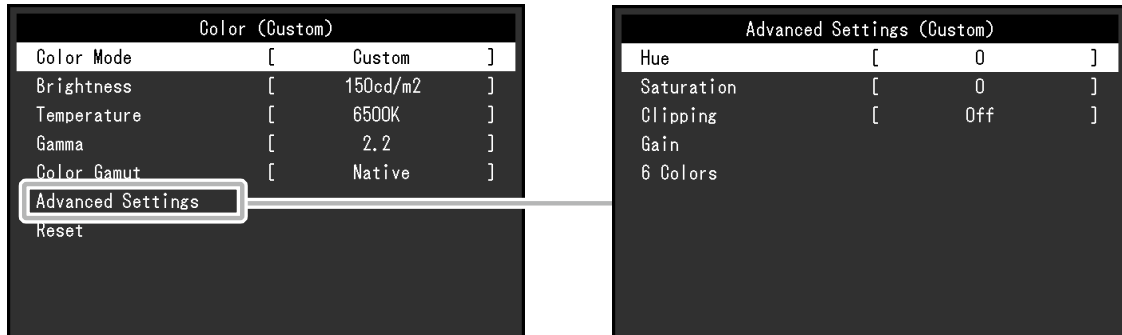 Color (Custom)
Color Mode [ Custom ]
Brightness [ 150cd/m2 ]
Temperature [ 6500K ]
Gamma [ 2.2 ]
Color Gamut [ Native ]
Advanced Settings
Reset
Advanced Settings (Custom)
Hue [ 0 ]
Saturation [ 0 ]
Clipping [ Off ]
Gain
6 Colors